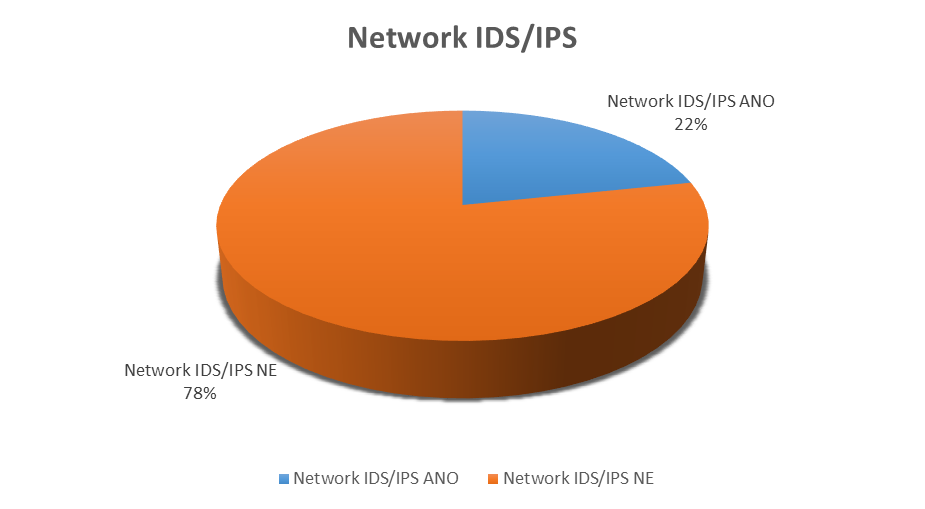 Network IDS/IPS
Network IDS/IPS ANO
22%
Network IDS/IPS NE
78%
Network IDS/IPS ANO
Network IDS/IPS NE